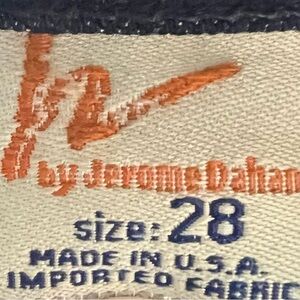 by Jerome Dahan
size: 28
MADE IN U.S.A.
IMPORTED FABRIC